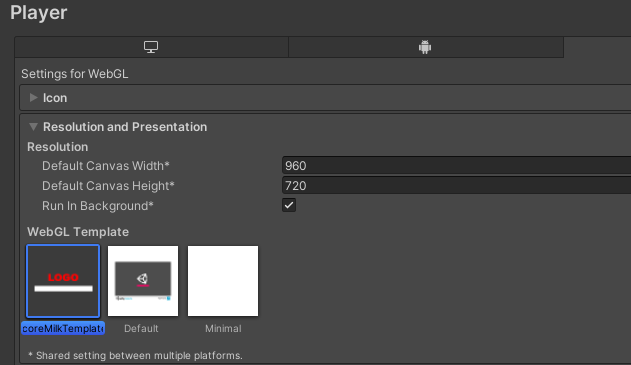 Player
Settings for WebGL
Icon
Resolution and Presentation
Resolution
Default Canvas Width* 960
Default Canvas Height* 720
Run In Background*
WebGL Template
LOGO
coreMilkTemplate Default Minimal
* Shared setting between multiple platforms.